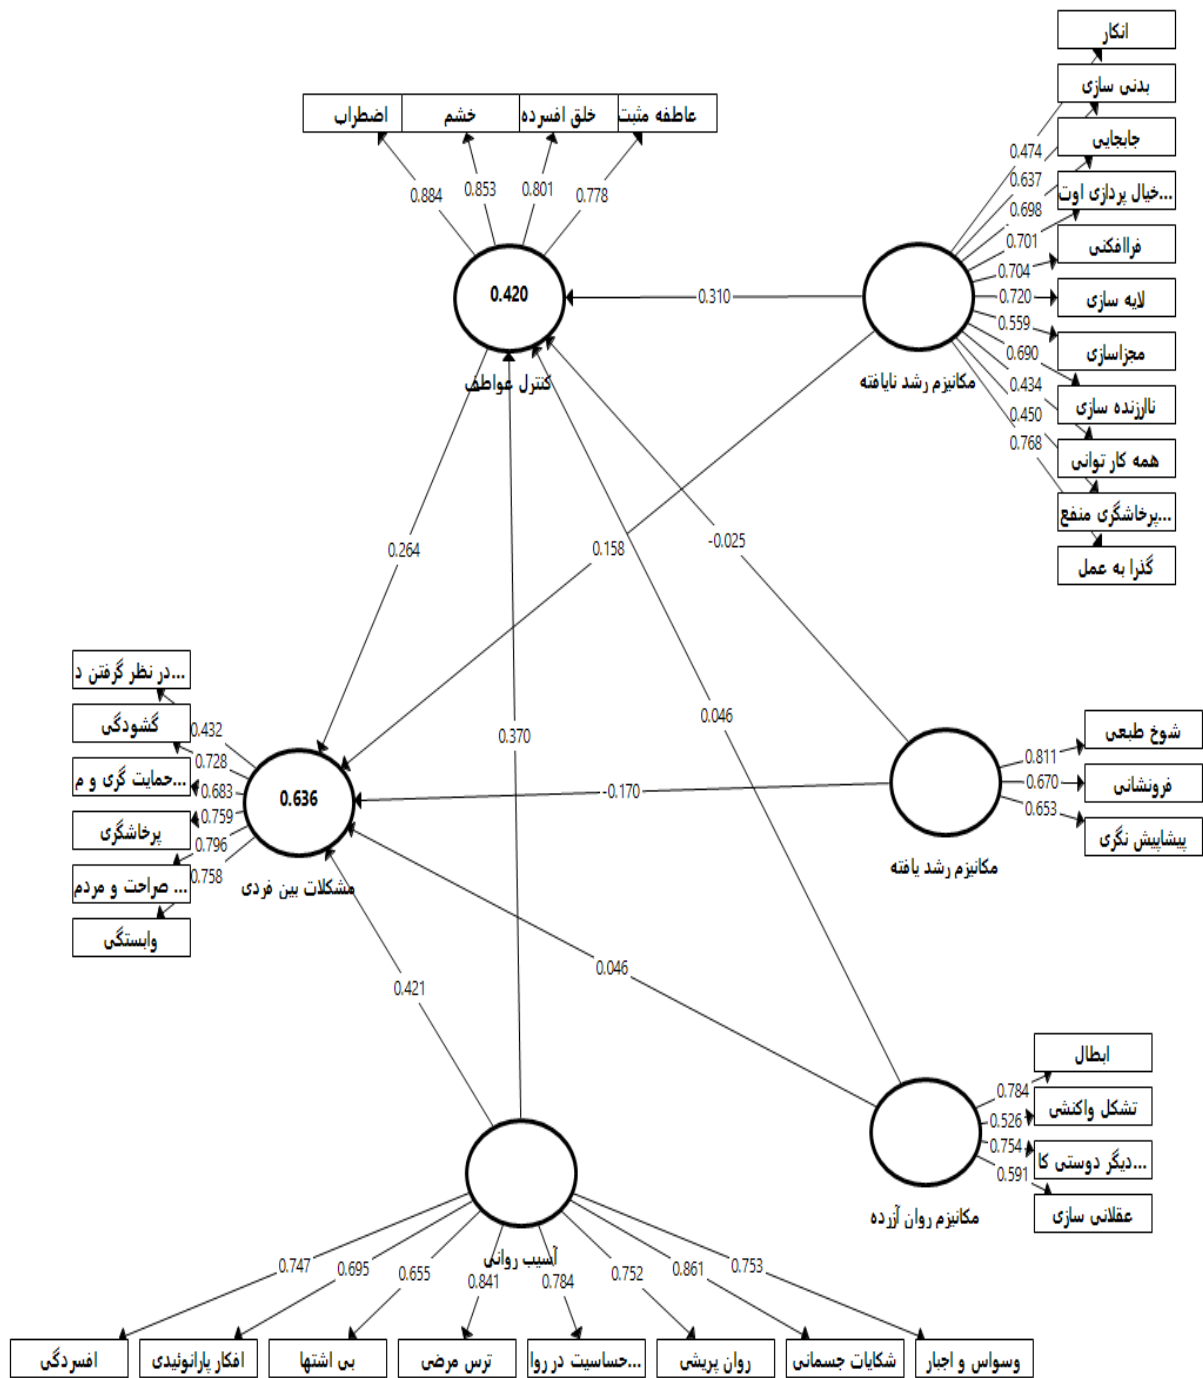 انکار
بدنی سازی
جابجایی
خیال پردازی اوت...
فراافکنی
لایه سازی
مجزاسازی
ناارزنده سازی
همه کار توانی
پرخاشگری منفع...
گذرا به عمل
0.474
0.637
0.698
0.701
0.704
0.720
0.559
0.690
0.434
0.450
0.768
مکانیزم رشد نایافته
عاطفه مثبت
خلق افسرده
خشم
اضطراب
0.778
0.801
0.853
0.884
0.420
کنترل عواطف
0.310
0.158
-0.025
0.264
0.370
0.046
شوخ طبعی
فرونشانی
پیشاپیش نگری
0.811
0.670
0.653
مکانیزم رشد یافته
-0.170
در نظر گرفتن د...
گشودگی
حمایت گری و م...
پرخاشگری
صراحت و مردم ...
وابستگی
0.432
0.728
0.683
0.759
0.796
0.758
0.636
مشکلات بین فردی
0.046
0.421
ابطال
تشکل واکنشی
دیگر دوستی کا...
عقلانی سازی
0.784
0.526
0.754
0.591
مکانیزم روان آزرده
آسیب روانی
0.753
0.861
0.752
0.784
0.841
0.655
0.695
0.747
وسواس و اجبار
شکایات جسمانی
روان پریشی
حساسیت در روا...
ترس مرضی
بی اشتها
افکار پارانوئیدی
افسردگی